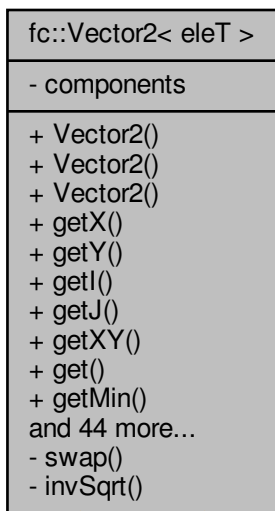 fc::Vector2< eleT >
- components
+ Vector2()
+ Vector2()
+ Vector2()
+ getX()
+ getY()
+ getI()
+ getJ()
+ getXY()
+ get()
+ getMin()
and 44 more...
- swap()
- invSqrt()